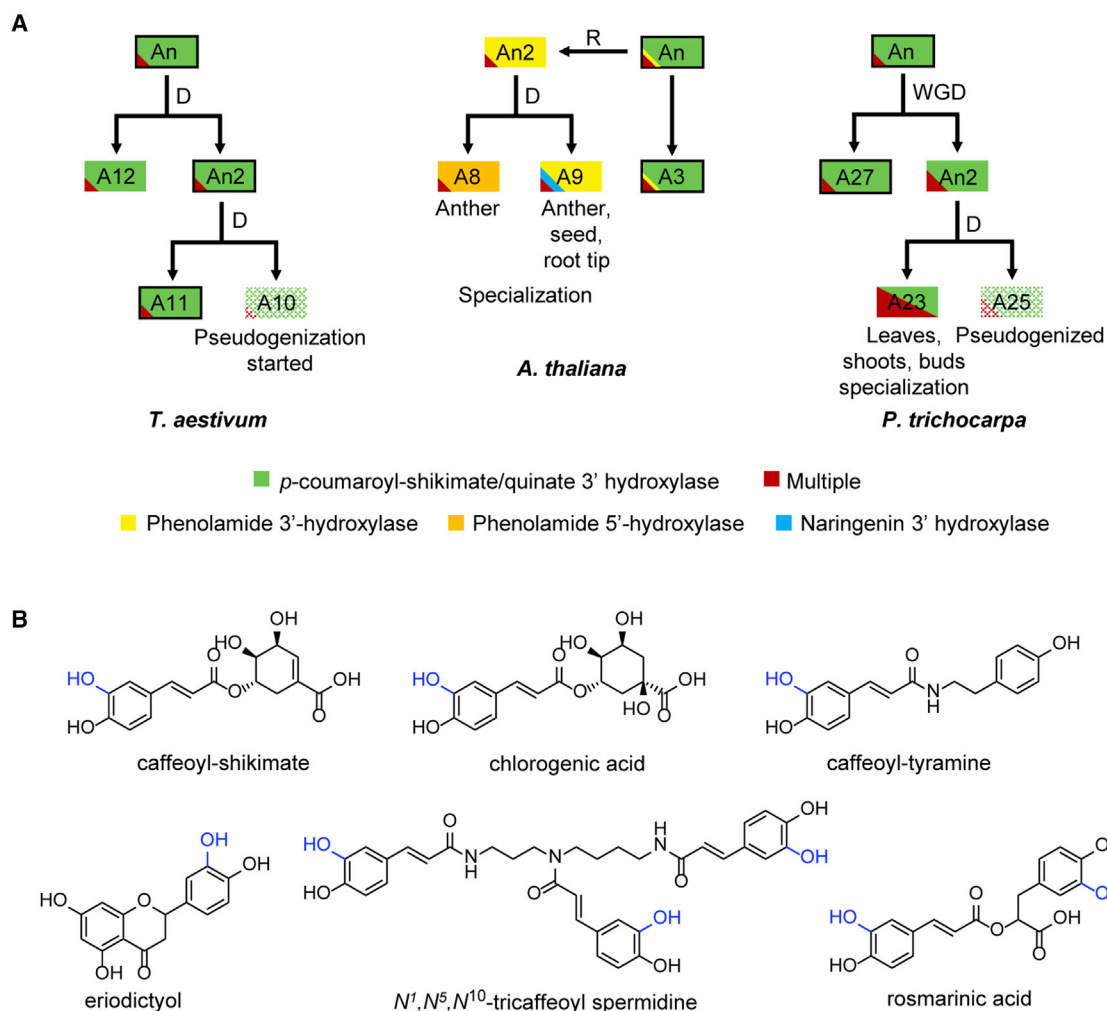 A
An
D
A12
An2
D
A11
A10
Pseudogenization
started
T. aestivum
An2
R
An
D
A8
A9
A3
Anther
Anther,
seed,
root tip
Specialization
A. thaliana
An
WGD
A27
An2
D
A23
A25
Leaves,
shoots, buds
specialization
Pseudogenized
P. trichocarpa
p-coumaroyl-shikimate/quinate 3' hydroxylase
Multiple
Phenolamide 3'-hydroxylase
Phenolamide 5'-hydroxylase
Naringenin 3' hydroxylase
B
OH
HO
HO
HO
O
O
OH
O
caffeoyl-shikimate
OH
HO
OH
HO
HO
O
O
HO
OH
O
chlorogenic acid
HO
HO
O
N
H
OH
caffeoyl-tyramine
OH
OH
HO
O
OH
O
eriodictyol
HO
HO
O
N
H
N
O
H
N
O
OH
OH
OH
OH
N¹,N⁵,N¹⁰-tricaffeoyl spermidine
HO
HO
O
O
OH
O
O
O
rosmarinic acid